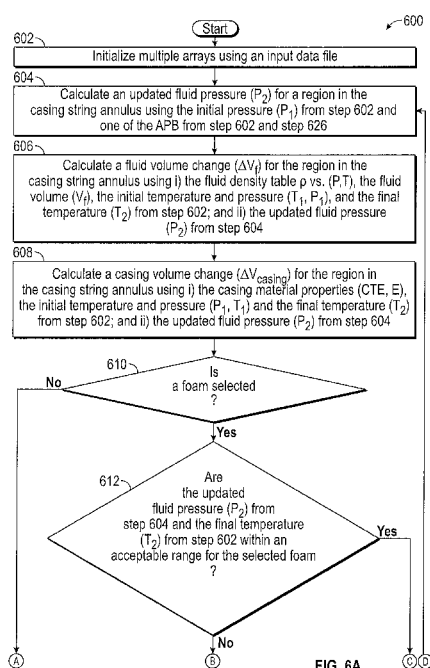 Start
600
602
Initialize multiple arrays using an input data file
604
Calculate an updated fluid pressure (P₂) for a region in the
casing string annulus using the initial pressure (P₁) from step 602 and
one of the APB from step 602 and step 626
606
Calculate a fluid volume change (ΔV_f) for the region in the
casing string annulus using i) the fluid density table ρ vs. (P,T), the fluid
volume (V_f), the initial temperature and pressure (T₁, P₁), and the final
temperature (T₂) from step 602; and ii) the updated fluid pressure
(P₂) from step 604
608
Calculate a casing volume change (ΔV_casing) for the region in
the casing string annulus using i) the casing material properties (CTE, E),
the initial temperature and pressure (P₁, T₁) and the final temperature (T₂)
from step 602; and ii) the updated fluid pressure (P₂) from step 604
610
Is
a foam selected
?
No
Yes
612
Are
the updated
fluid pressure (P₂) from
step 604 and the final temperature
(T₂) from step 602 within an
acceptable range for the selected foam
?
Yes
No
A
B
FIG. 6A
C
D